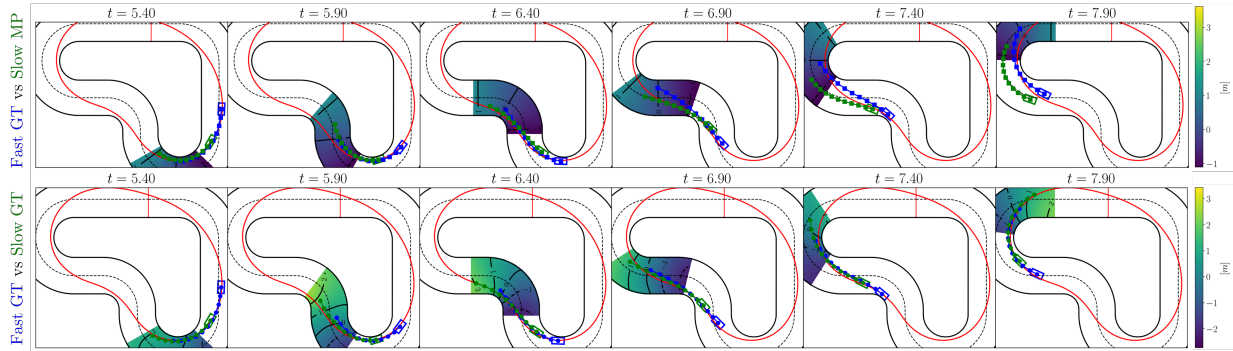 Fast GT vs Slow MP
t = 5.40
t = 5.90
t = 6.40
t = 6.90
t = 7.40
t = 7.90
3
2
1
0
−1
[m]
Fast GT vs Slow GT
t = 5.40
t = 5.90
t = 6.40
t = 6.90
t = 7.40
t = 7.90
3
2
1
0
−1
−2
[m]